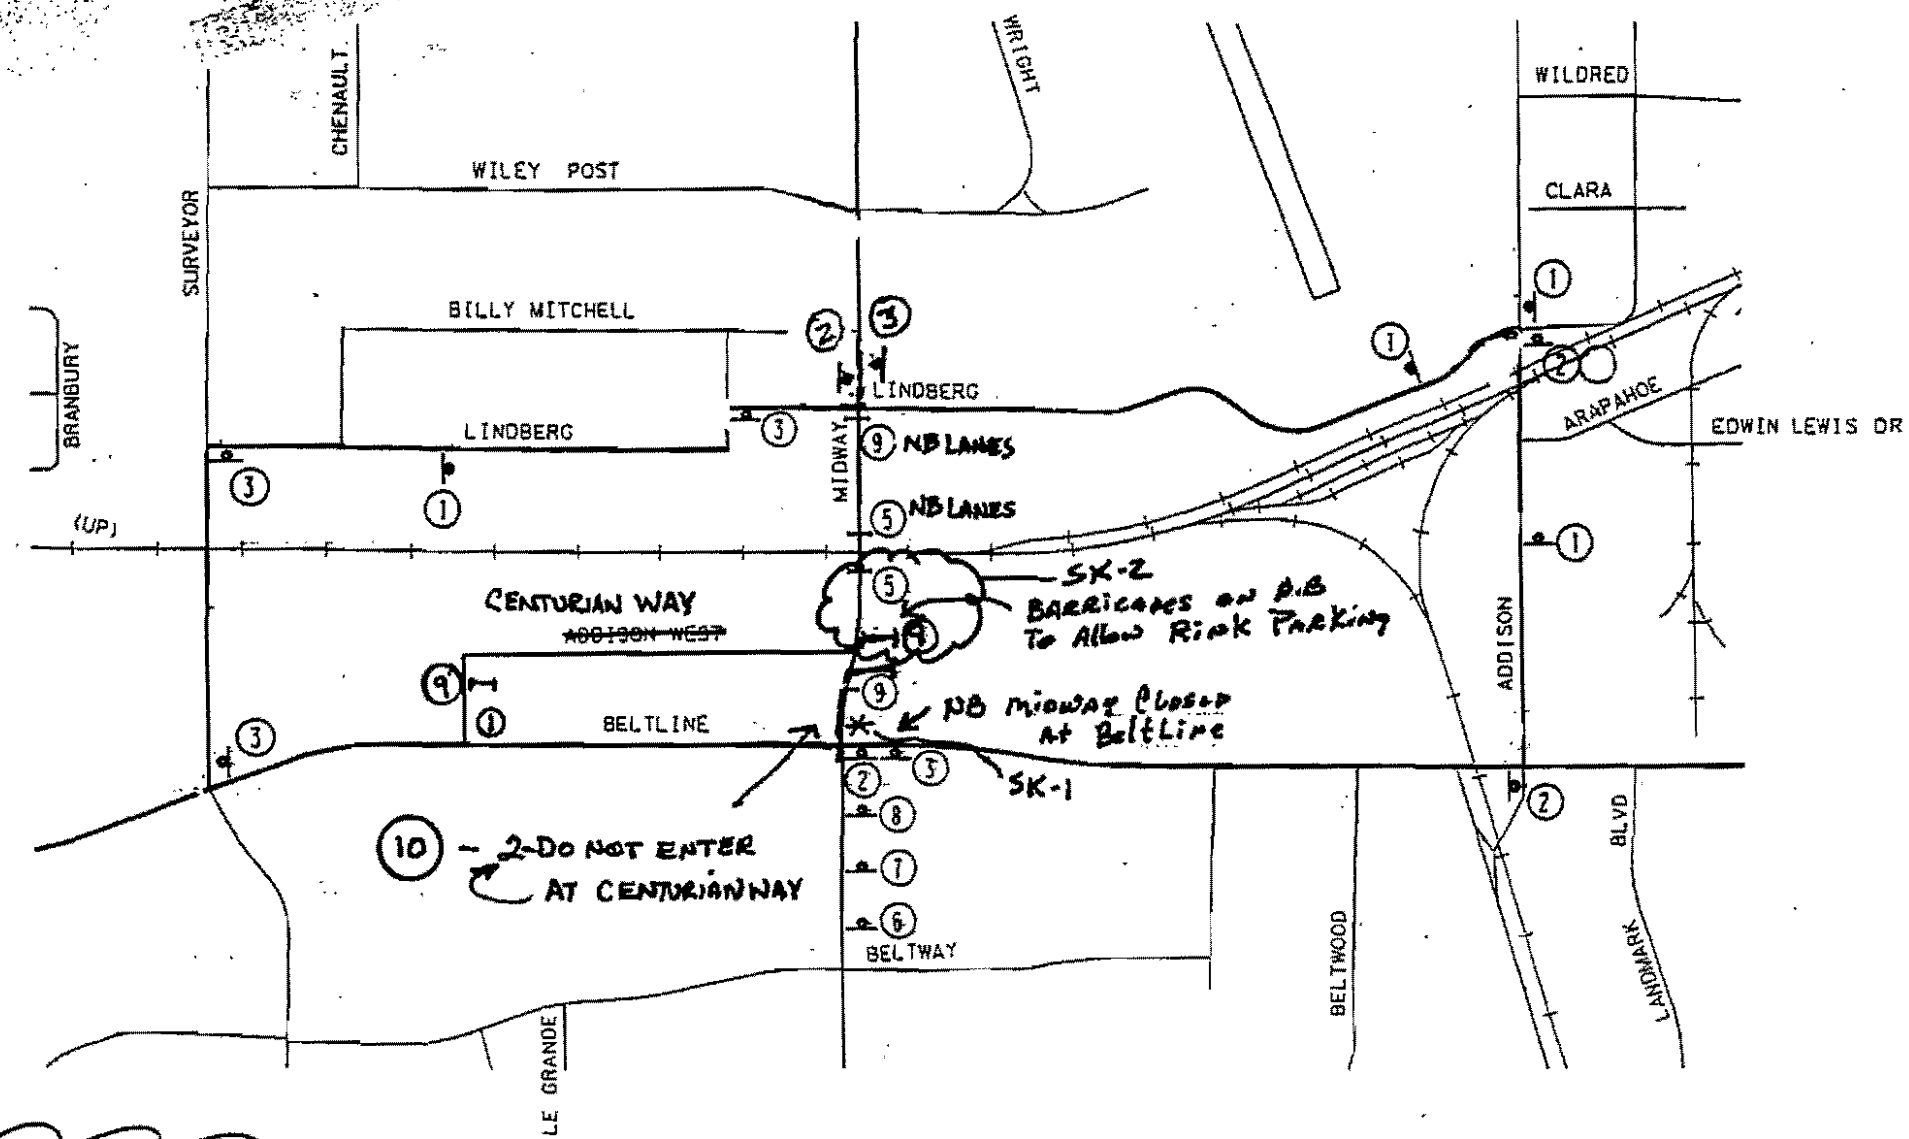 CHENAULT
WRIGHT
WILDRED
WILEY POST
CLARA
SURVEYOR
1
BILLY MITCHELL
2
3
1
2
BRANBURY
LINDBERG
ARAPAHOE
EDWIN LEWIS DR
LINDBERG
3
MIDWAY
9 NB LANES
3
1
5 NB LANES
(UP)
1
5
SK-2
CENTURIAN WAY
BARRICADES ON
ADDISON WEST
To Allow Rink Parking
9
ADDISON
9
9
1
BELTLINE
NB Midway Closed
At BeltLine
3
3
SK-1
2
2
8
BLVD
10 - 2-DO NOT ENTER
AT CENTURIAN WAY
7
6
BELTWAY
BELTWOOD
LANDMARK
LE GRANDE